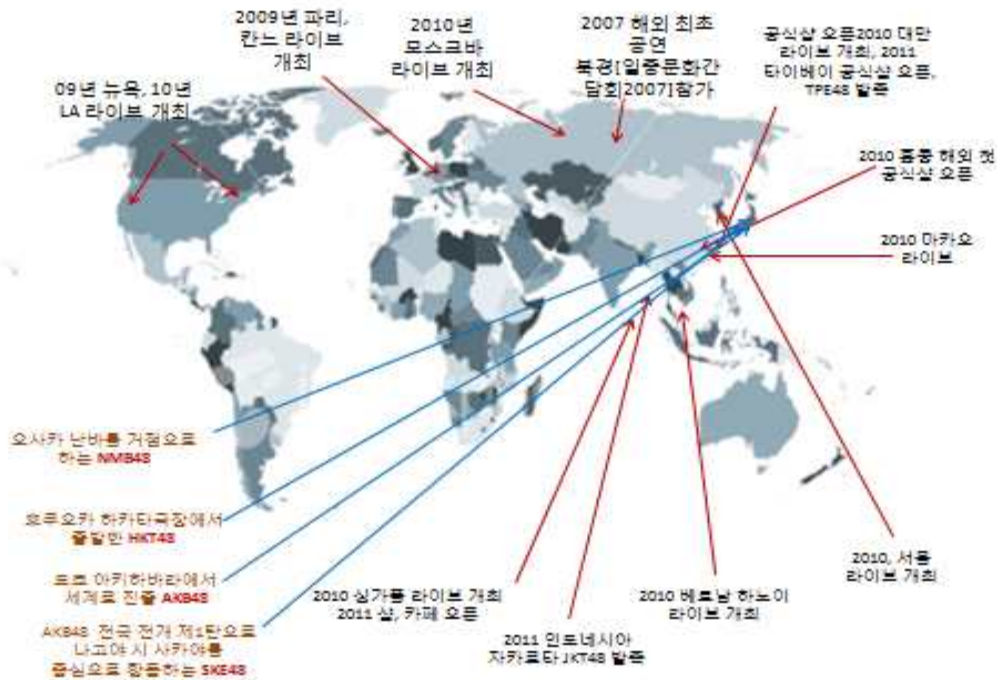 2009년 파리,
칸느 라이브
개최
2010년
모스크바
라이브 개최
2007 해외 최초
공연
북경[일중문화간
담회2007]참가
공식샵 오픈2010 대만
라이브 개최, 2011
타이베이 공식샵 오픈,
TPE48 발족
09년 뉴욕, 10년
LA 라이브 개최
2010 홍콩 해외 첫
공식샵 오픈
2010 마카오
라이브
오사카 난바를 거점으로
하는 NMB48
후쿠오카 하카타극장에서
출발한 HKT48
도쿄 아키하바라에서
세계로 진출 AKB48
AKB48 전국 전개 제1탄으로
나고야 시 사카에를
중심으로 활동하는 SKE48
2010 싱가폴 라이브 개최
2011 샵, 카페 오픈
2011 인도네시아
자카르타 JKT48 발족
2010 베트남 하노이
라이브 개최
2010, 서울
라이브 개최